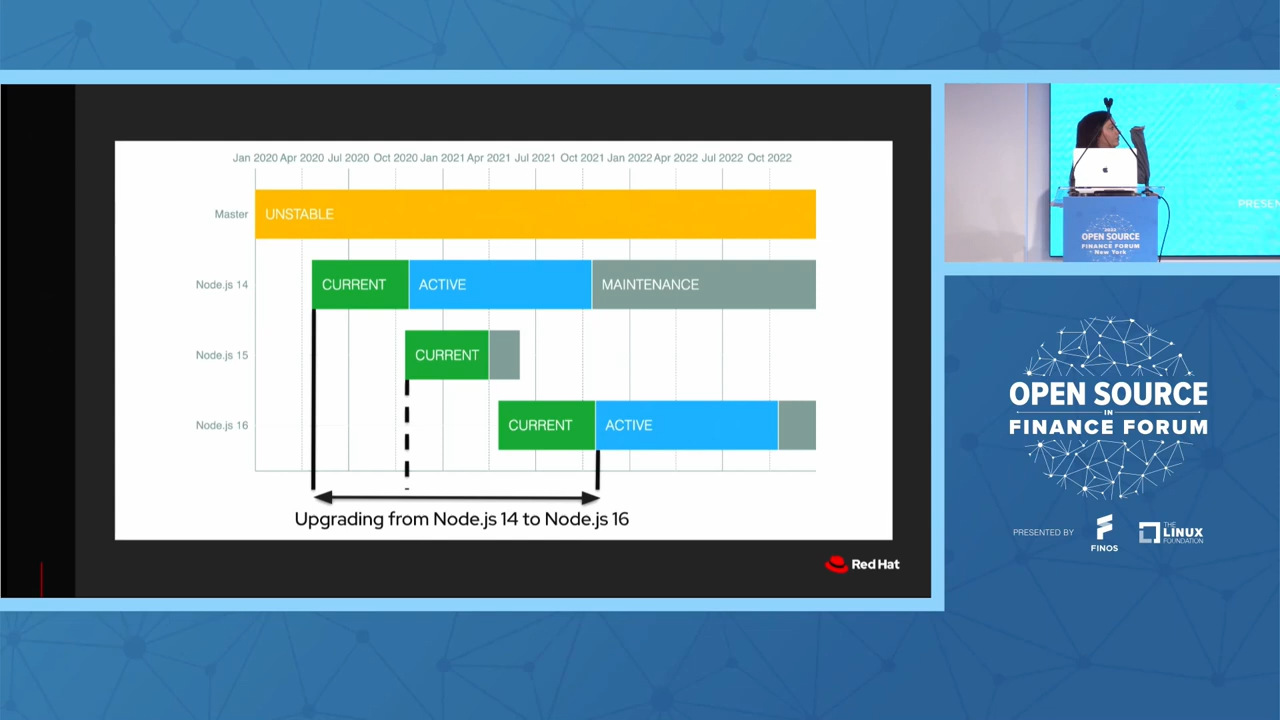 Jan 2020 Apr 2020 Jul 2020 Oct 2020 Jan 2021 Apr 2021 Jul 2021 Oct 2021 Jan 2022 Apr 2022 Jul 2022 Oct 2022
Master UNSTABLE
Node.js 14 CURRENT ACTIVE MAINTENANCE
Node.js 15 CURRENT
Node.js 16 CURRENT ACTIVE
Upgrading from Node.js 14 to Node.js 16
Red Hat
PRESEN
OPEN SOURCE
IN
FINANCE FORUM
New York
OPEN SOURCE
IN
FINANCE FORUM
PRESENTED BY
FINOS
THE
LINUX
FOUNDATION